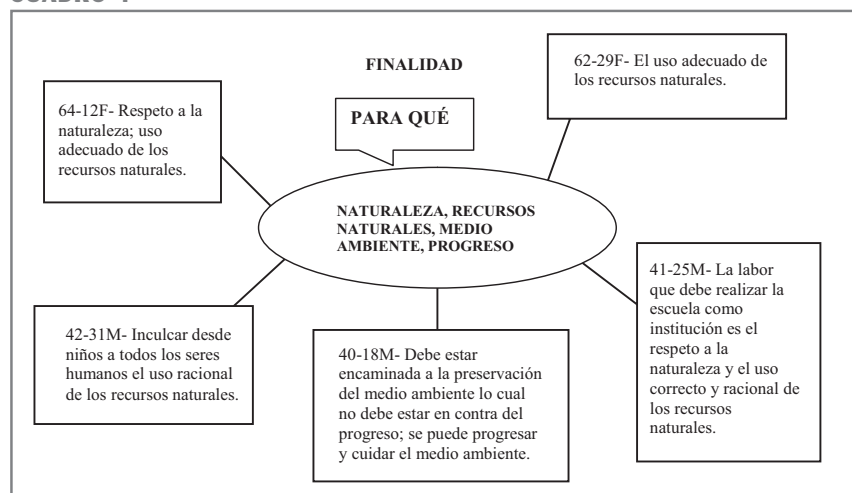 FINALIDAD
PARA QUÉ
62-29F- El uso adecuado de
los recursos naturales.
64-12F- Respeto a la
naturaleza; uso
adecuado de los
recursos naturales.
NATURALEZA, RECURSOS
NATURALES, MEDIO
AMBIENTE, PROGRESO
41-25M- La labor
que debe realizar la
escuela como
institución es el
respeto a la
naturaleza y el uso
correcto y racional de
los recursos
naturales.
42-31M- Inculcar desde
niños a todos los seres
humanos el uso racional
de los recursos naturales.
40-18M- Debe estar
encaminada a la preservación
del medio ambiente lo cual
no debe estar en contra del
progreso; se puede progresar
y cuidar el medio ambiente.